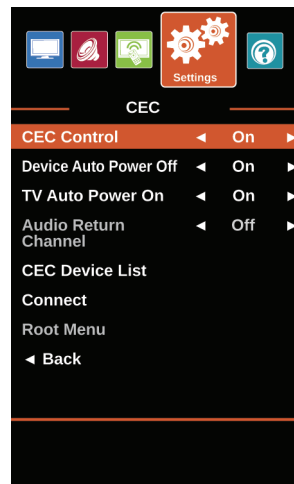 Settings
CEC
CEC Control ◄ On ►
Device Auto Power Off ◄ On ►
TV Auto Power On ◄ On ►
Audio Return
Channel ◄ Off ►
CEC Device List
Connect
Root Menu
◄ Back